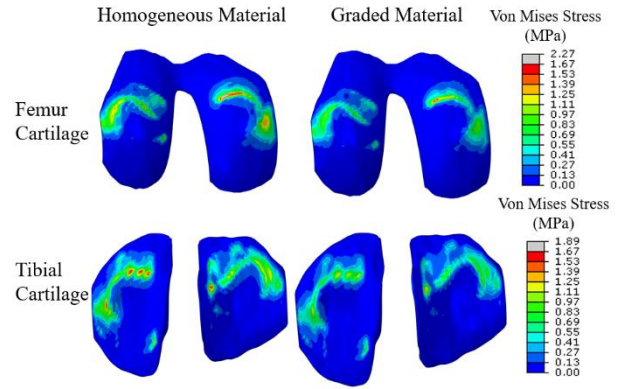 Homogeneous Material
Graded Material
Von Mises Stress
(MPa)
2.27
1.67
1.53
1.39
1.25
1.11
0.97
0.83
0.69
0.55
0.41
0.27
0.13
0.00
Femur
Cartilage
Von Mises Stress
(MPa)
1.89
1.67
1.53
1.39
1.25
1.11
0.97
0.83
0.69
0.55
0.41
0.27
0.13
0.00
Tibial
Cartilage